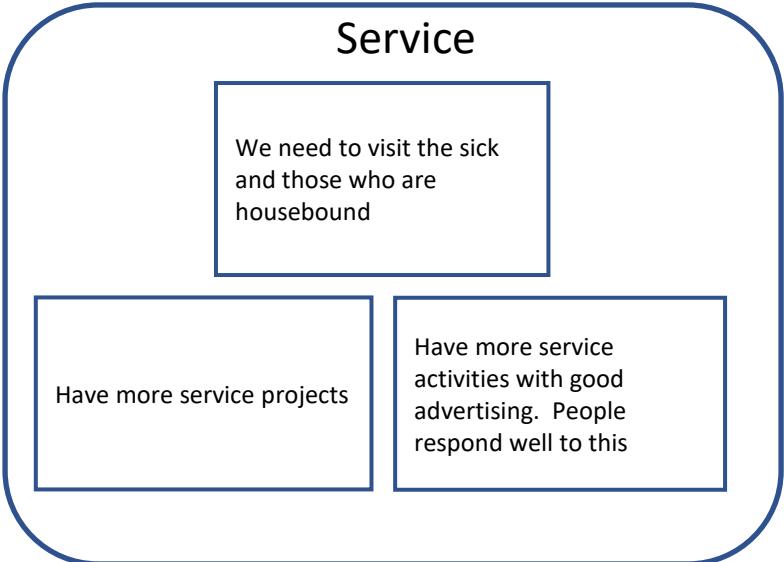 Service
We need to visit the sick
and those who are
housebound
Have more service projects
Have more service
activities with good
advertising.  People
respond well to this